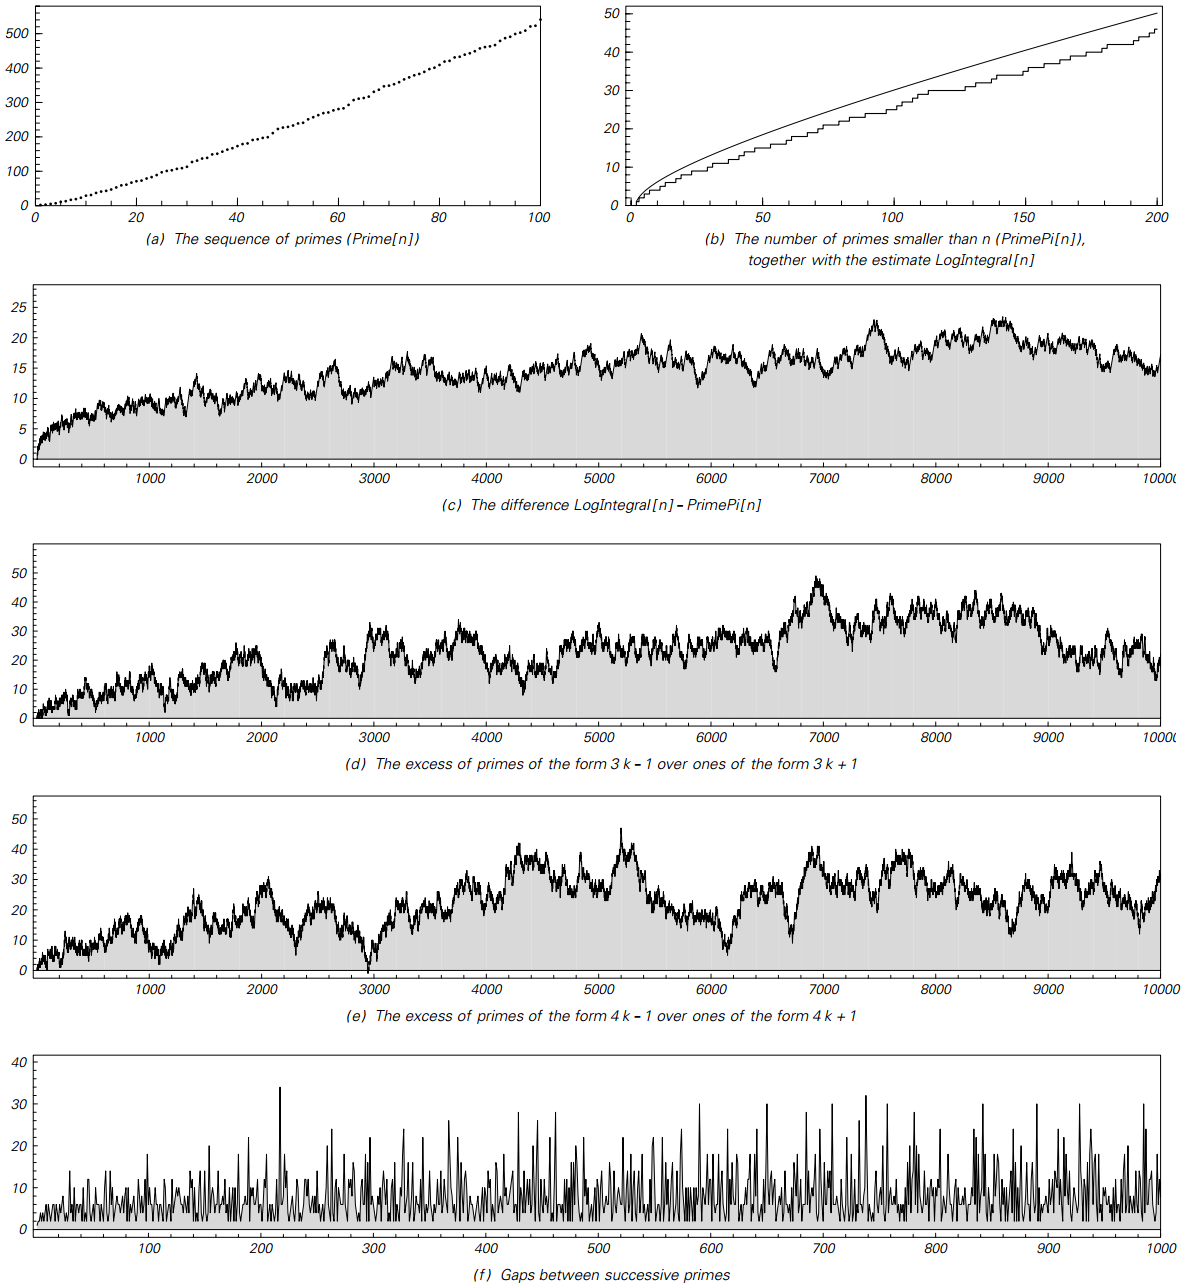 500
400
300
200
100
0
0 20 40 60 80 100
(a) The sequence of primes (Prime[n])
50
40
30
20
10
0
0 50 100 150 200
(b) The number of primes smaller than n (PrimePi[n]),
together with the estimate LogIntegral[n]
25
20
15
10
5
0
1000 2000 3000 4000 5000 6000 7000 8000 9000 10000
(c) The difference LogIntegral[n] – PrimePi[n]
50
40
30
20
10
0
1000 2000 3000 4000 5000 6000 7000 8000 9000 10000
(d) The excess of primes of the form 3 k – 1 over ones of the form 3 k + 1
50
40
30
20
10
0
1000 2000 3000 4000 5000 6000 7000 8000 9000 10000
(e) The excess of primes of the form 4 k – 1 over ones of the form 4 k + 1
40
30
20
10
0
100 200 300 400 500 600 700 800 900 1000
(f) Gaps between successive primes